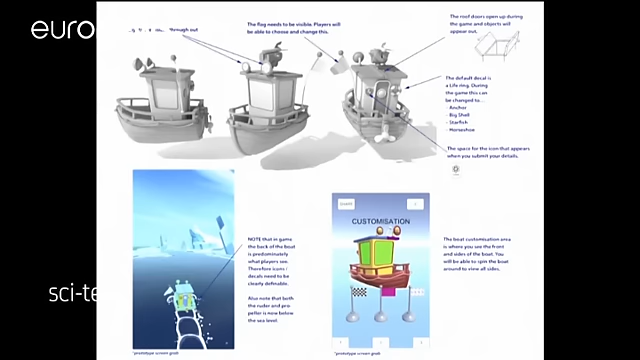 euro
through out
The flag needs to be visible. Players will
be able to choose and change this.
The roof doors open up during
the game and objects will
appear out.
The default decal is
a Life ring. During
the game this can
be changed to...
- Anchor
- Big Shell
- Starfish
- Horseshoe
The space for the icon that appears
when you submit your details.
CUSTOMISATION
NOTE that in game
the back of the boat
is predominately
what players see.
Therefore icons /
decals need to be
clearly definable.
Also note that both
the ruder and pro-
peller is now below
the sea level.
The boat customisation area
is where you see the front
and sides of the boat. You
will be able to spin the boat
around to view all sides.
sci-te
*prototype screen grab
*prototype screen grab